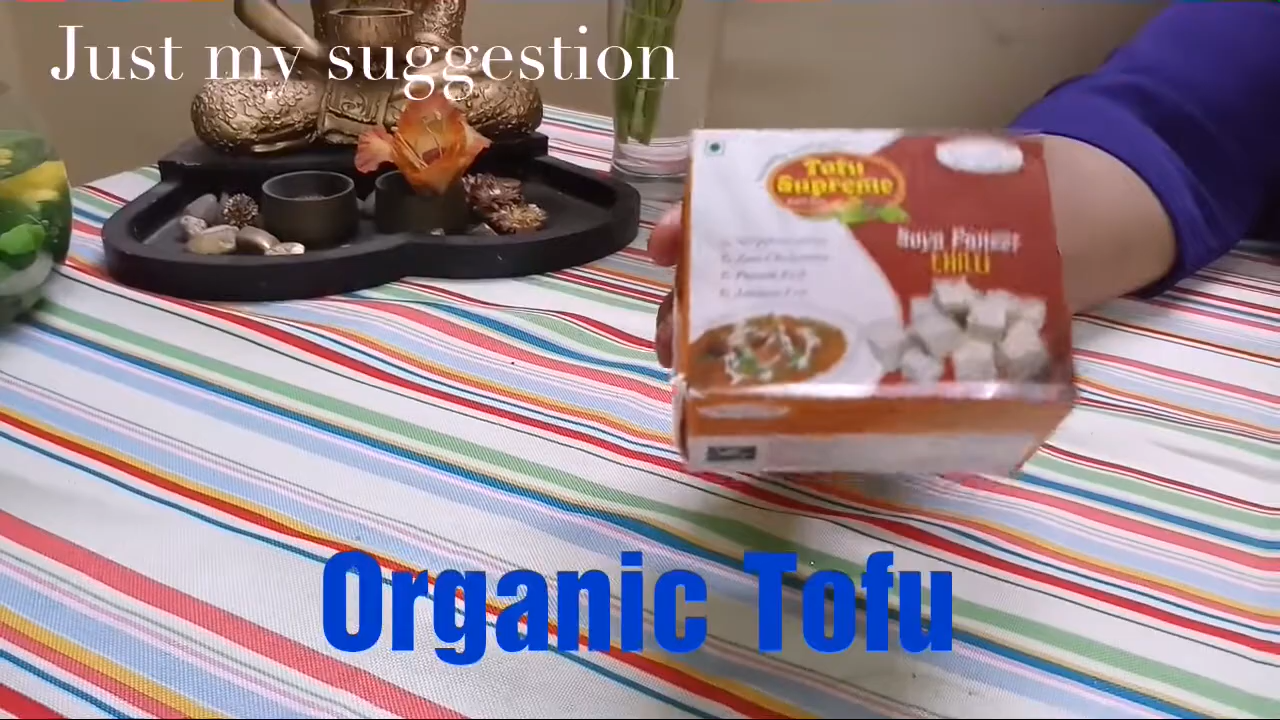 Just my suggestion
Tofu
Supreme
Soya Paneer
CHILLI
Organic Tofu